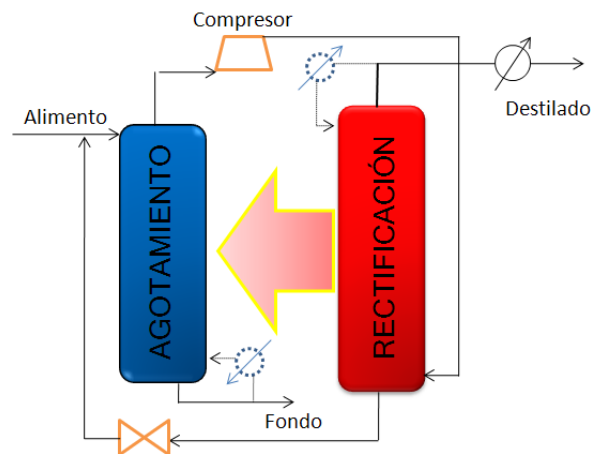 Compresor
Alimento
Destilado
AGOTAMIENTO
RECTIFICACIÓN
Fondo